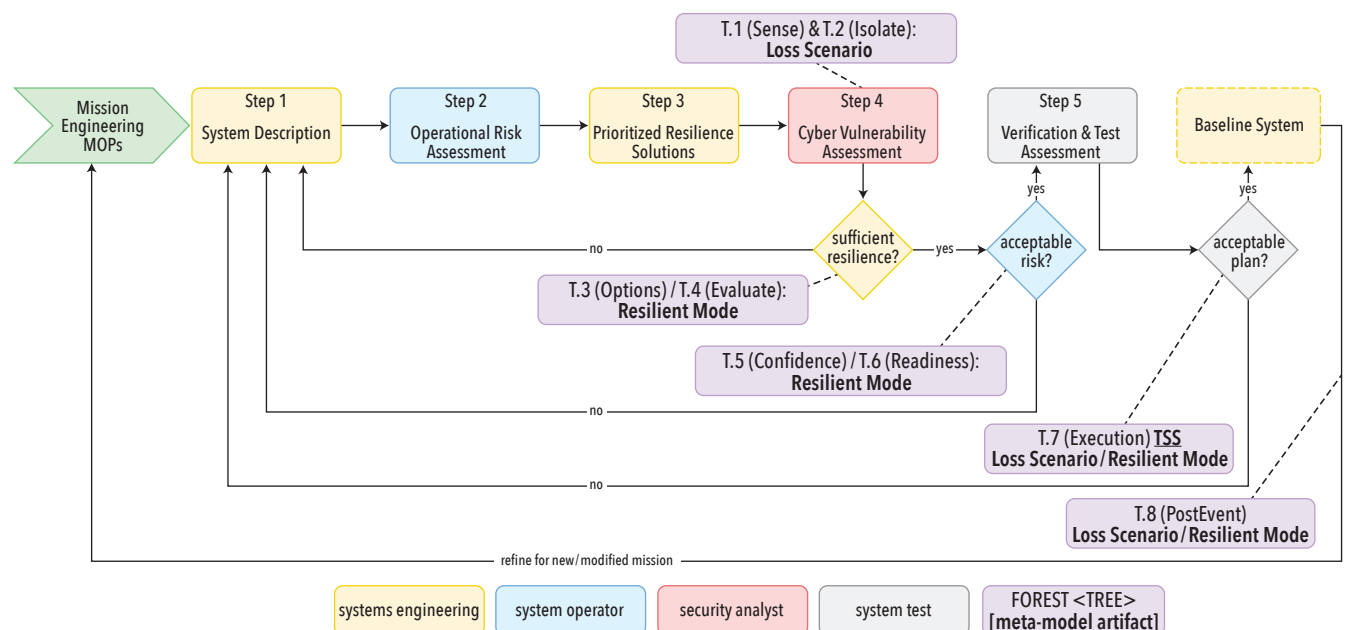 T.1 (Sense) & T.2 (Isolate):
Loss Scenario
Mission
Engineering
MOPs
Step 1
System Description
Step 2
Operational Risk
Assessment
Step 3
Prioritized Resilience
Solutions
Step 4
Cyber Vulnerability
Assessment
Step 5
Verification & Test
Assessment
Baseline System
yes
yes
no
sufficient
resilience?
yes
acceptable
risk?
acceptable
plan?
T.3 (Options) / T.4 (Evaluate):
Resilient Mode
T.5 (Confidence) / T.6 (Readiness):
Resilient Mode
no
T.7 (Execution) TSS
Loss Scenario/Resilient Mode
no
T.8 (PostEvent)
Loss Scenario/Resilient Mode
refine for new/modified mission
systems engineering
system operator
security analyst
system test
FOREST <TREE>
[meta-model artifact]